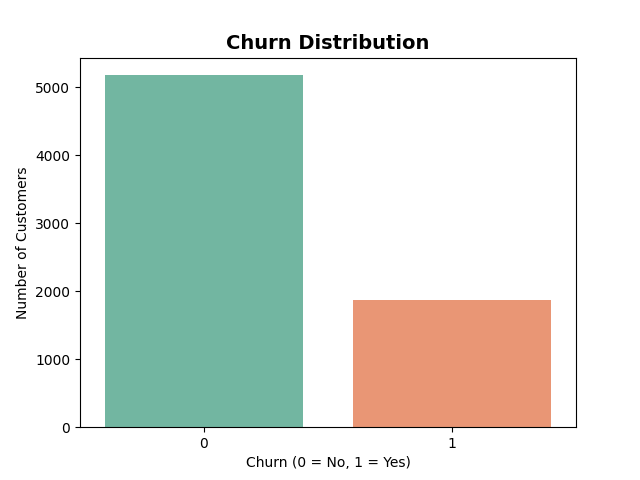 Churn Distribution
5000
4000
3000
2000
1000
0
Number of Customers
0 1
Churn (0 = No, 1 = Yes)